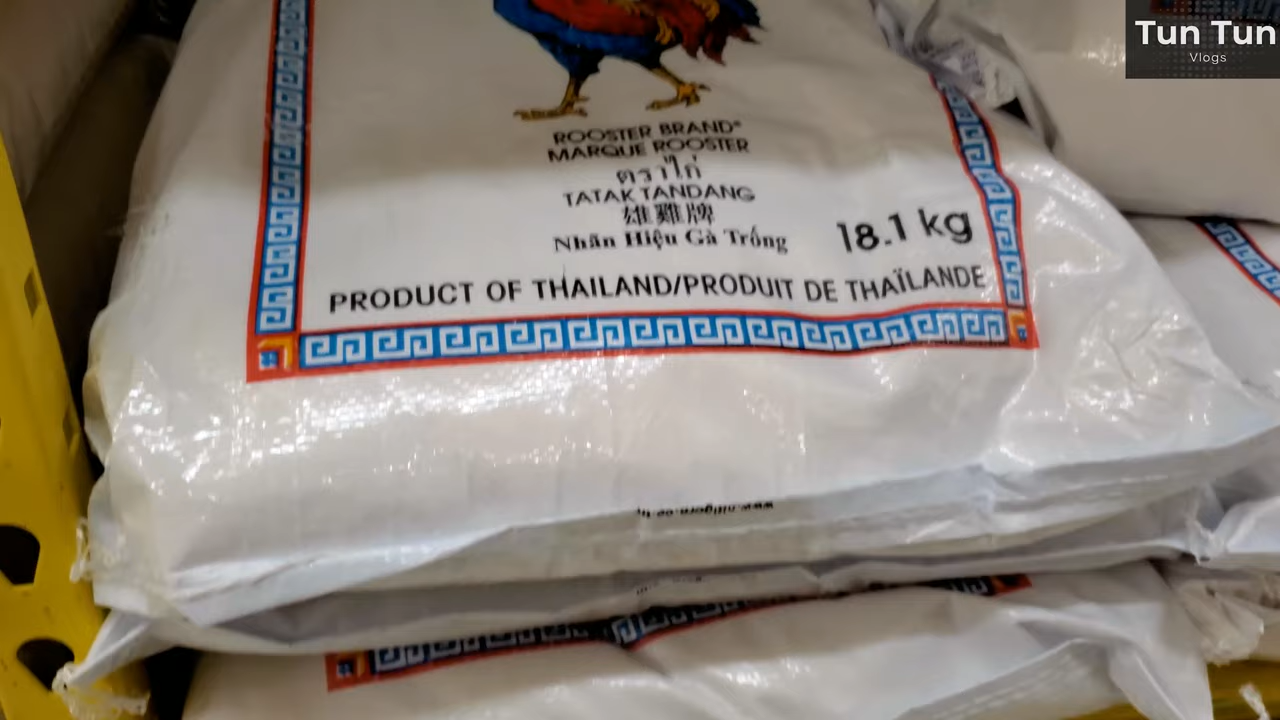 Tun Tun
Vlogs
ROOSTER BRAND®
MARQUE ROOSTER
ตราไก่
TATAK TANDANG
雄雞牌
Nhãn Hiệu Gà Trống
18.1 kg
PRODUCT OF THAILAND/PRODUIT DE THAÏLANDE